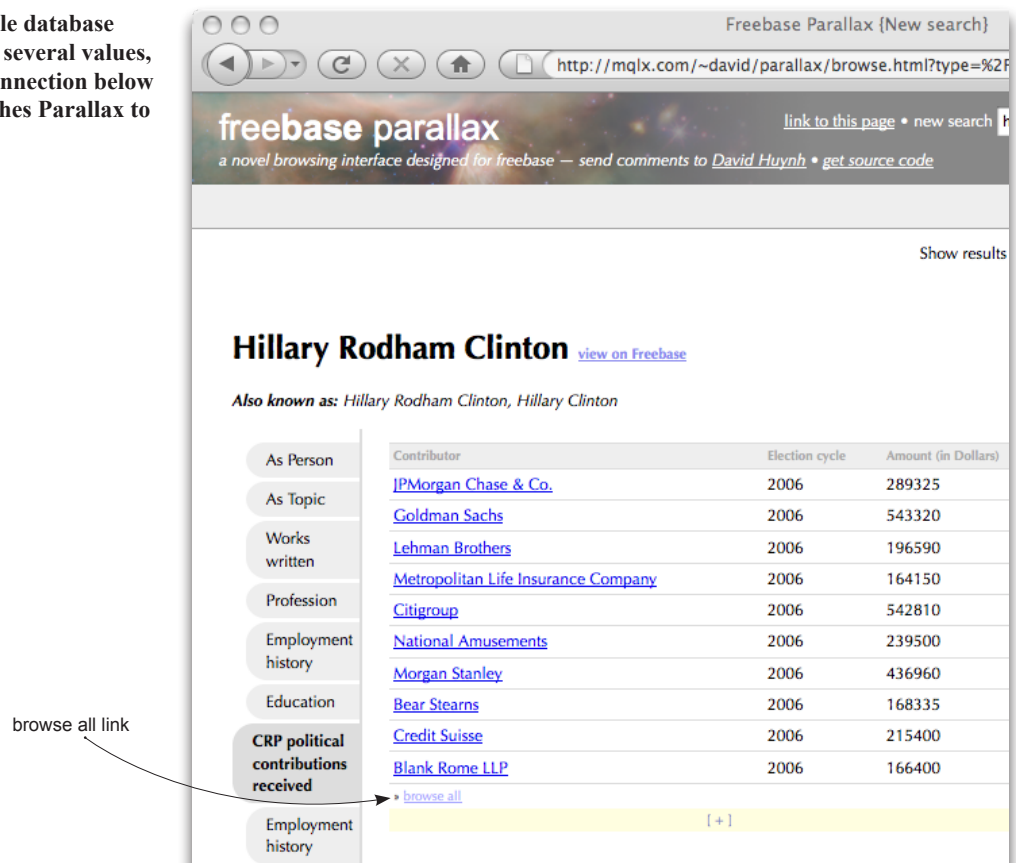 le database
several values,
nnection below
hes Parallax to
Freebase Parallax {New search}
http://mqlx.com/~david/parallax/browse.html?type=%2F
freebase parallax
link to this page • new search
a novel browsing interface designed for freebase — send comments to David Huynh • get source code
Show results
Hillary Rodham Clinton view on Freebase
Also known as: Hillary Rodham Clinton, Hillary Clinton
As Person
As Topic
Works
written
Profession
Employment
history
Education
CRP political
contributions
received
Employment
history
Contributor Election cycle Amount (in Dollars)
JPMorgan Chase & Co. 2006 289325
Goldman Sachs 2006 543320
Lehman Brothers 2006 196590
Metropolitan Life Insurance Company 2006 164150
Citigroup 2006 542810
National Amusements 2006 239500
Morgan Stanley 2006 436960
Bear Stearns 2006 168335
Credit Suisse 2006 215400
Blank Rome LLP 2006 166400
» browse all
[ + ]
browse all link